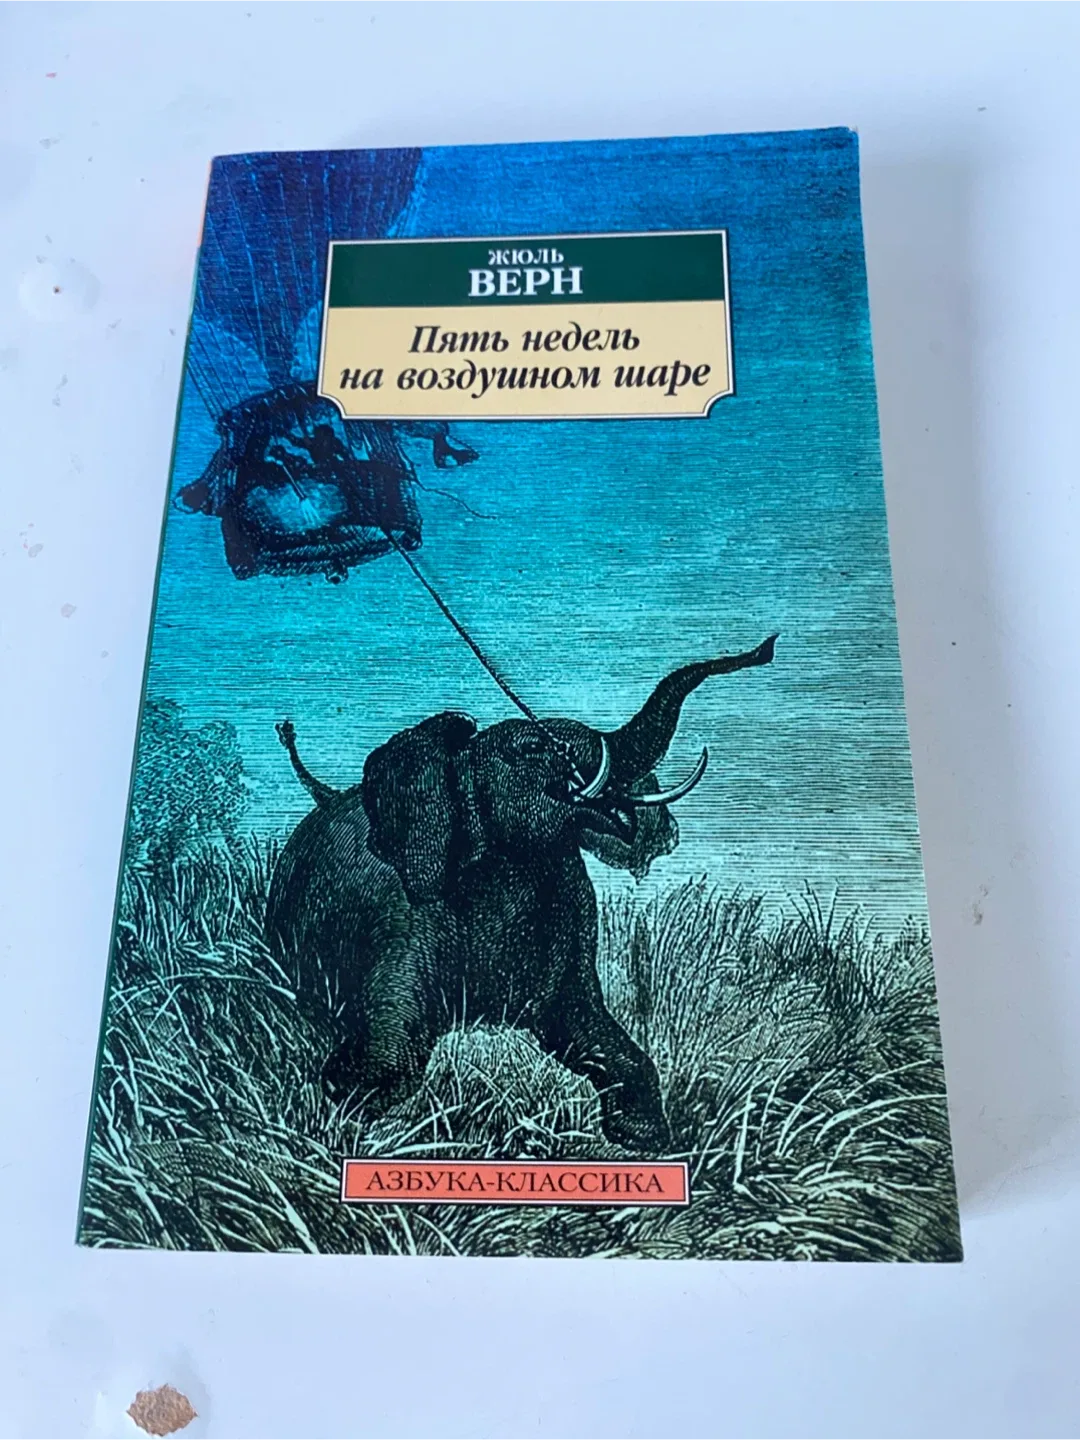 ЖЮЛЬ
ВЕРН
Пять недель
на воздушном шаре
АЗБУКА-КЛАССИКА